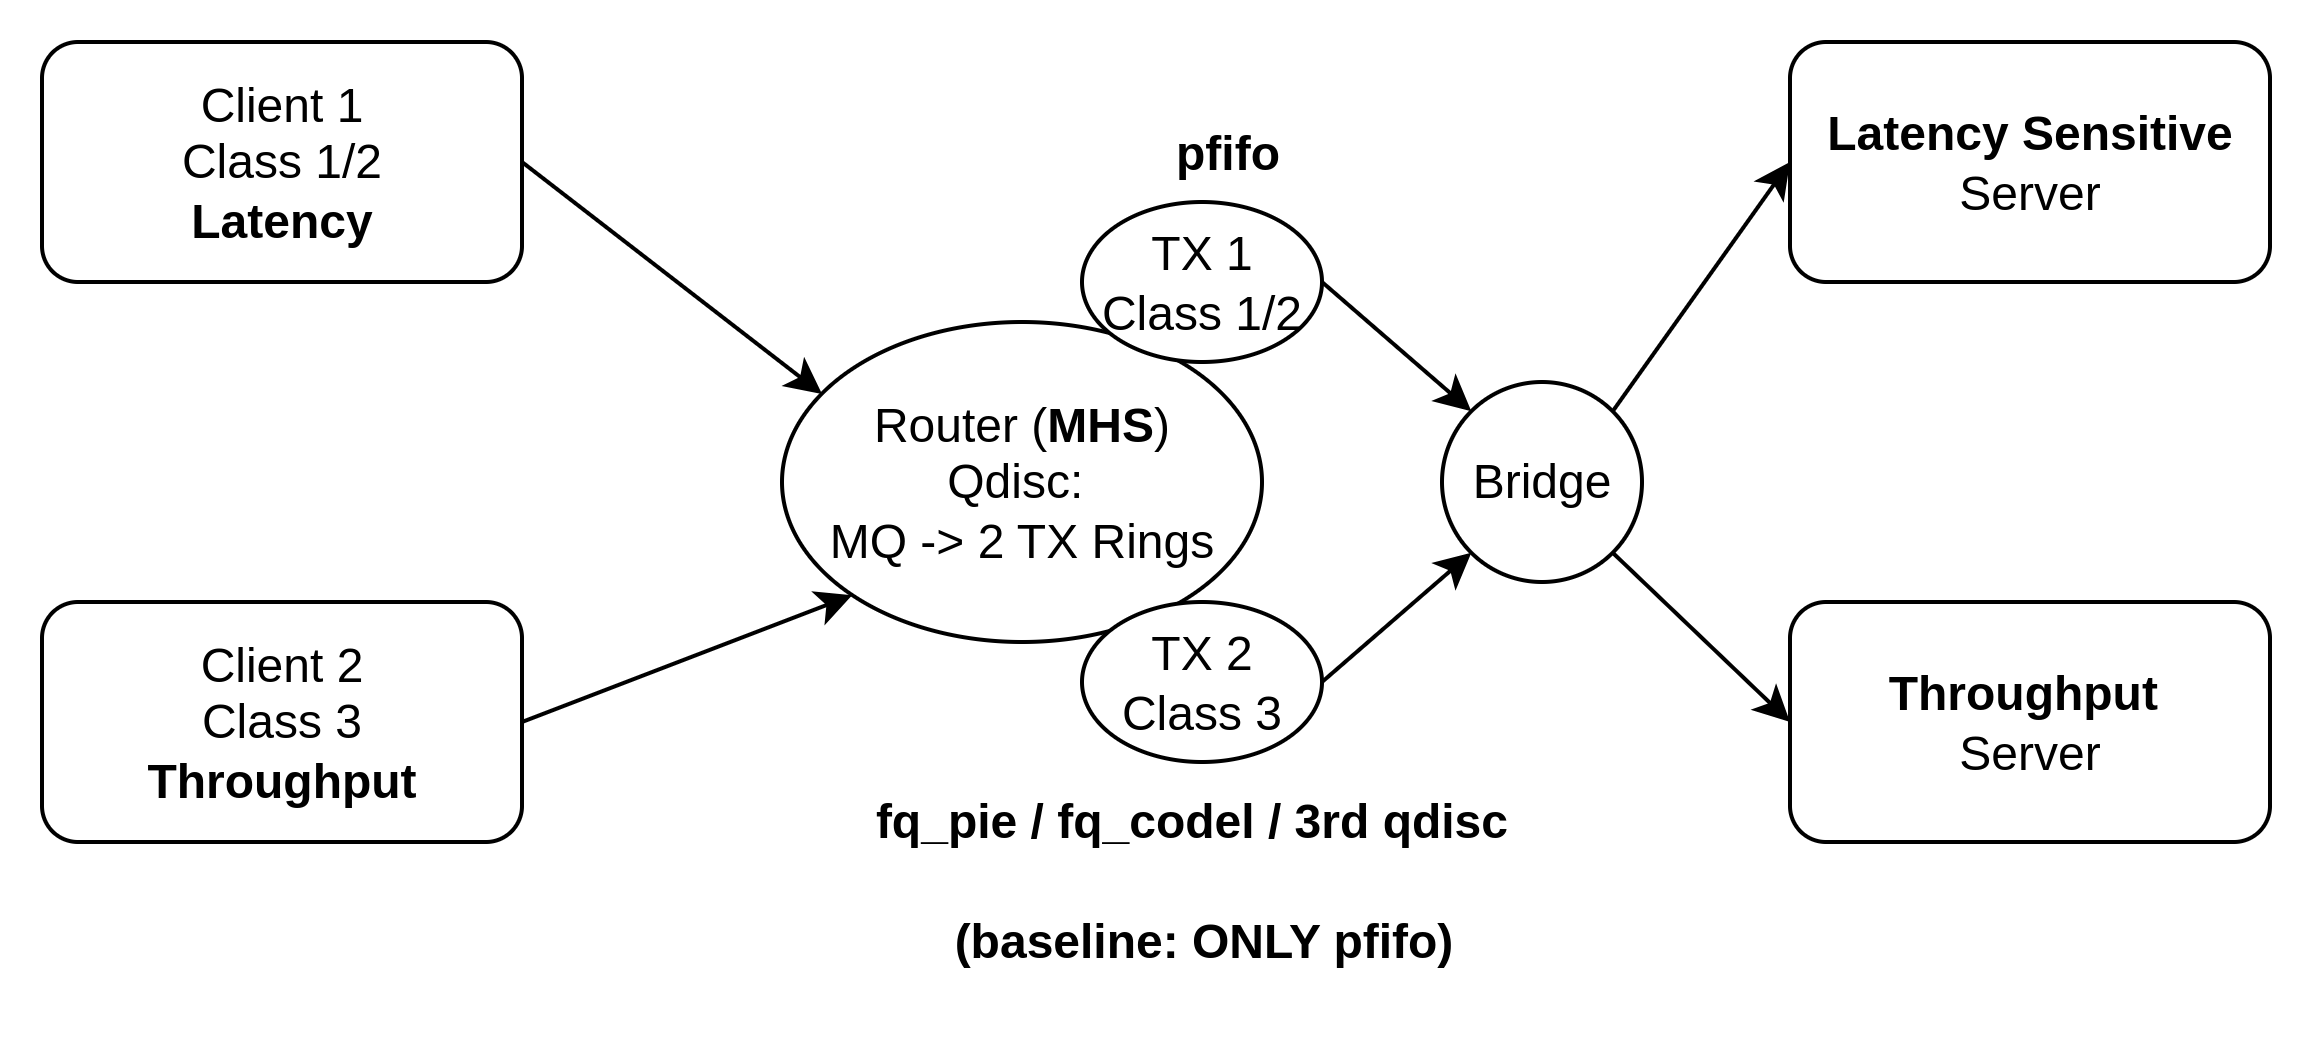 Client 1
Class 1/2
Latency
pfifo
TX 1
Class 1/2
Latency Sensitive
Server
Router (MHS)
Qdisc:
MQ -> 2 TX Rings
Bridge
Client 2
Class 3
Throughput
TX 2
Class 3
Throughput
Server
fq_pie / fq_codel / 3rd qdisc
(baseline: ONLY pfifo)